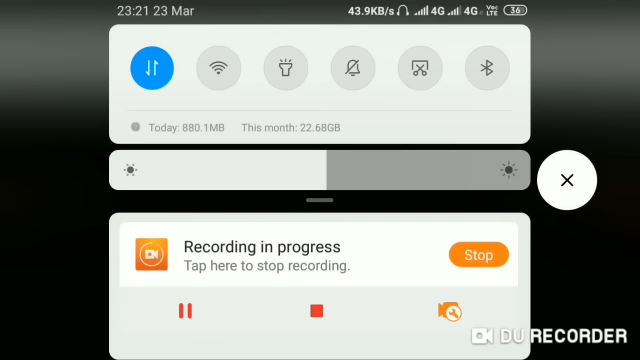 23:21 23 Mar
43.9KB/s 4G 4G Vo LTE 36
Today: 880.1MB This month: 22.68GB
Recording in progress
Tap here to stop recording.
Stop
DU RECORDER